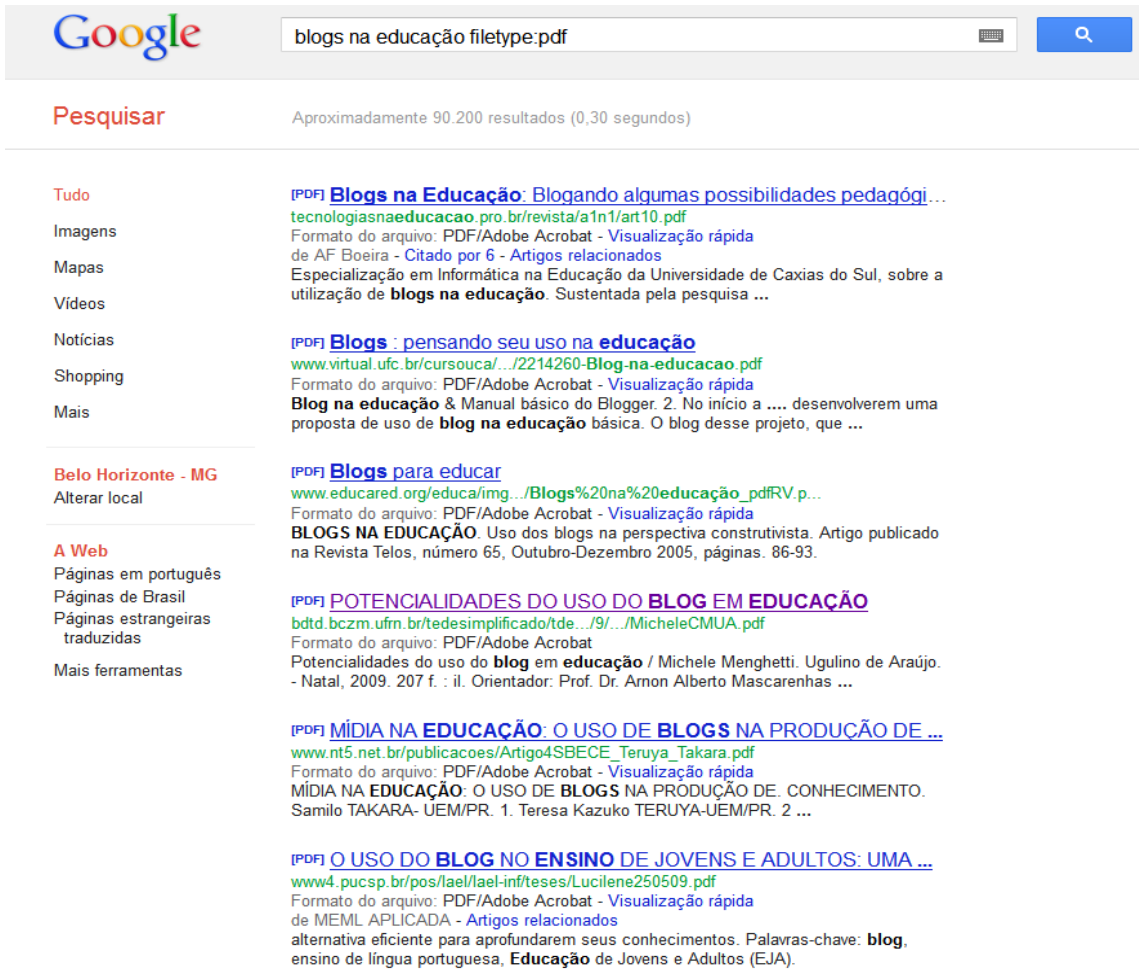 Google
blogs na educação filetype:pdf
Pesquisar
Aproximadamente 90.200 resultados (0,30 segundos)
Tudo
Imagens
Mapas
Vídeos
Notícias
Shopping
Mais
Belo Horizonte - MG
Alterar local
A Web
Páginas em português
Páginas de Brasil
Páginas estrangeiras
traduzidas
Mais ferramentas
[PDF] Blogs na Educação: Blogando algumas possibilidades pedagógi...
tecnologiasnaeducacao.pro.br/revista/a1n1/art10.pdf
Formato do arquivo: PDF/Adobe Acrobat - Visualização rápida
de AF Boeira - Citado por 6 - Artigos relacionados
Especialização em Informática na Educação da Universidade de Caxias do Sul, sobre a
utilização de blogs na educação. Sustentada pela pesquisa ...
[PDF] Blogs : pensando seu uso na educação
www.virtual.ufc.br/cursouca/.../2214260-Blog-na-educacao.pdf
Formato do arquivo: PDF/Adobe Acrobat - Visualização rápida
Blog na educação & Manual básico do Blogger. 2. No início a .... desenvolverem uma
proposta de uso de blog na educação básica. O blog desse projeto, que ...
[PDF] Blogs para educar
www.educared.org/educa/img.../Blogs%20na%20educação_pdfRV.p...
Formato do arquivo: PDF/Adobe Acrobat - Visualização rápida
BLOGS NA EDUCAÇÃO. Uso dos blogs na perspectiva construtivista. Artigo publicado
na Revista Telos, número 65, Outubro-Dezembro 2005, páginas. 86-93.
[PDF] POTENCIALIDADES DO USO DO BLOG EM EDUCAÇÃO
bdtd.bczm.ufrn.br/tedesimplificado/tde.../9/.../MicheleCMUA.pdf
Formato do arquivo: PDF/Adobe Acrobat
Potencialidades do uso do blog em educação / Michele Menghetti. Ugulino de Araújo.
- Natal, 2009. 207 f. : il. Orientador: Prof. Dr. Arnon Alberto Mascarenhas ...
[PDF] MÍDIA NA EDUCAÇÃO: O USO DE BLOGS NA PRODUÇÃO DE ...
www.nt5.net.br/publicacoes/Artigo4SBECE_Teruya_Takara.pdf
Formato do arquivo: PDF/Adobe Acrobat - Visualização rápida
MÍDIA NA EDUCAÇÃO: O USO DE BLOGS NA PRODUÇÃO DE. CONHECIMENTO.
Samilo TAKARA- UEM/PR. 1. Teresa Kazuko TERUYA-UEM/PR. 2 ...
[PDF] O USO DO BLOG NO ENSINO DE JOVENS E ADULTOS: UMA ...
www4.pucsp.br/pos/lael/lael-inf/teses/Lucilene250509.pdf
Formato do arquivo: PDF/Adobe Acrobat - Visualização rápida
de MEML APLICADA - Artigos relacionados
alternativa eficiente para aprofundarem seus conhecimentos. Palavras-chave: blog,
ensino de língua portuguesa, Educação de Jovens e Adultos (EJA).